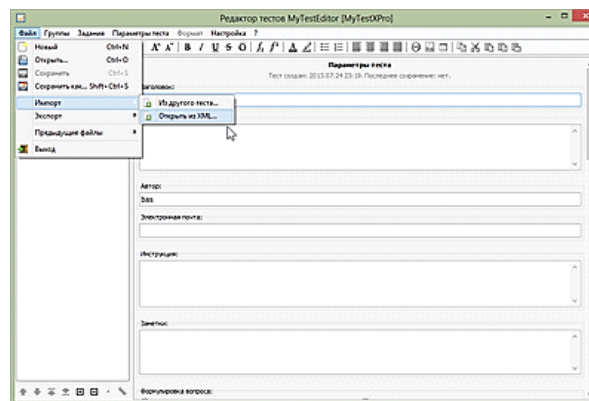 Редактор тестов MyTestEditor [MyTestXPro]
Файл Группы Задания Параметры теста Формат Настройка ?
Новый Ctrl+N
Открыть... Ctrl+O
Сохранить Ctrl+S
Сохранить как... Shift+Ctrl+S
Импорт
Экспорт
Предыдущие файлы
Выход
Из другого теста...
Открыть из XML...
Параметры теста
Тест создан: 2015.07.24 23:19. Последнее сохранение: нет.
Заголовок:
Автор:
bas
Электронная почта:
Инструкция:
Заметки:
Формулировка вопроса: